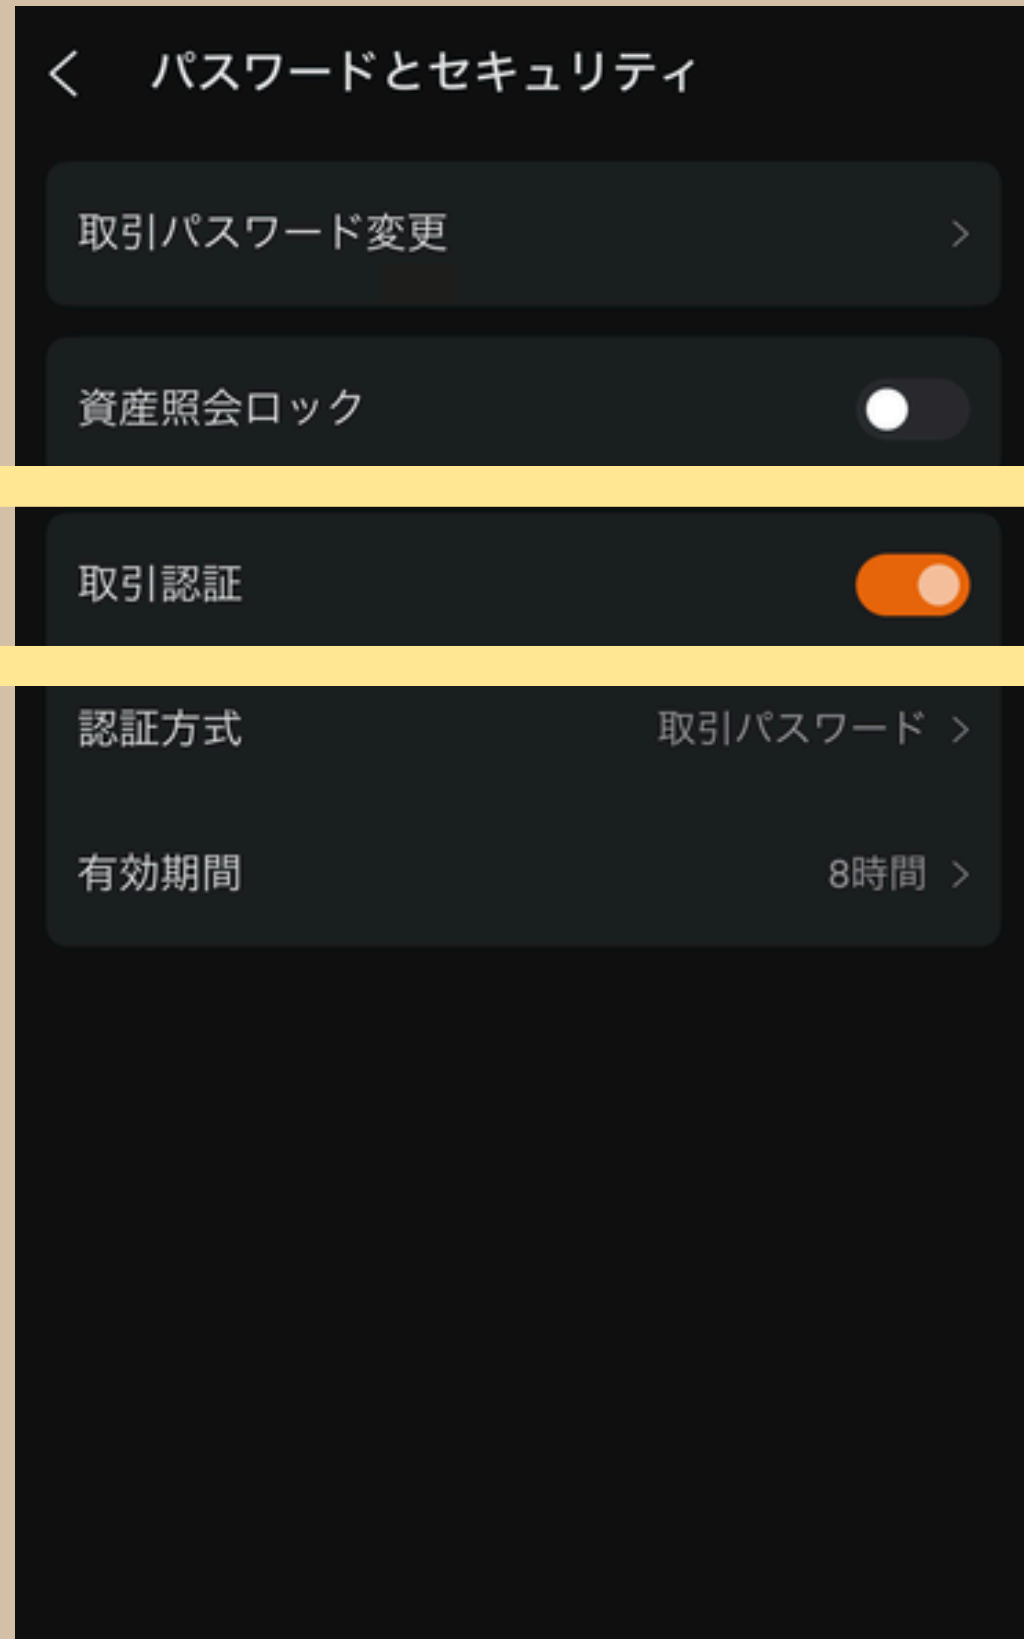 パスワードとセキュリティ
取引パスワード変更
資産照会ロック
取引認証
認証方式 取引パスワード
有効期間 8時間